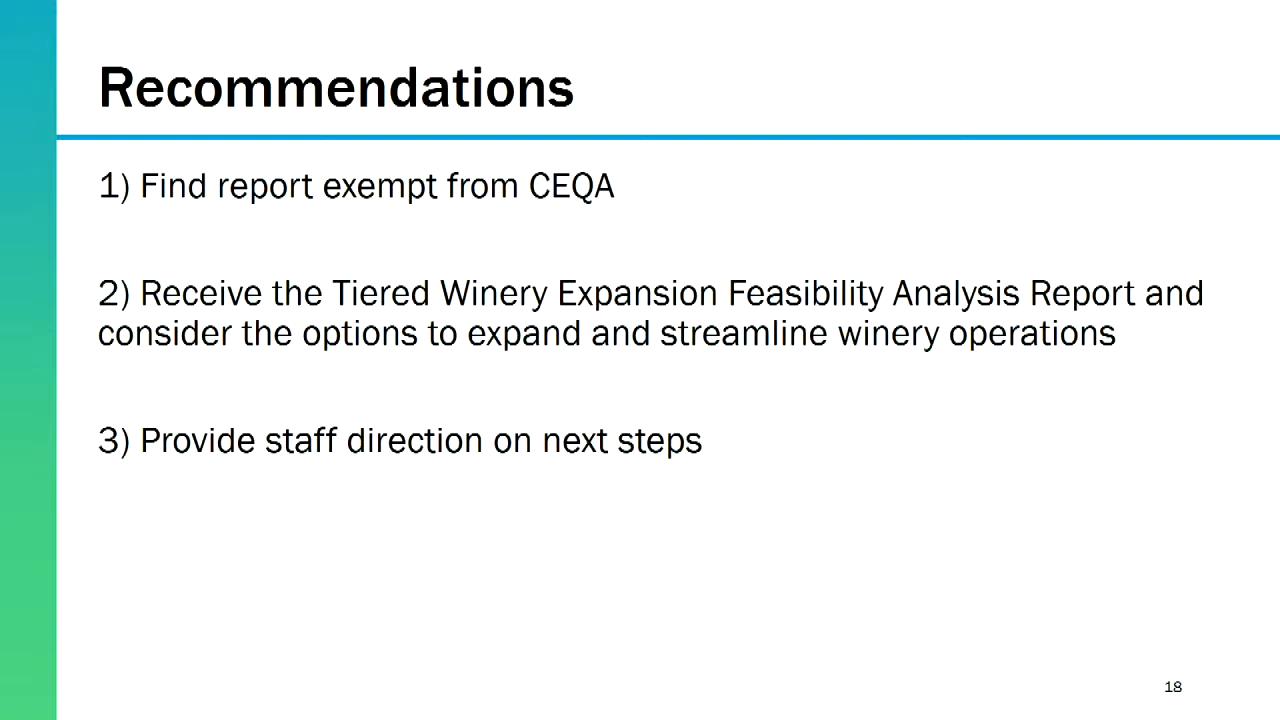 Recommendations
1) Find report exempt from CEQA
2) Receive the Tiered Winery Expansion Feasibility Analysis Report and
consider the options to expand and streamline winery operations
3) Provide staff direction on next steps
18